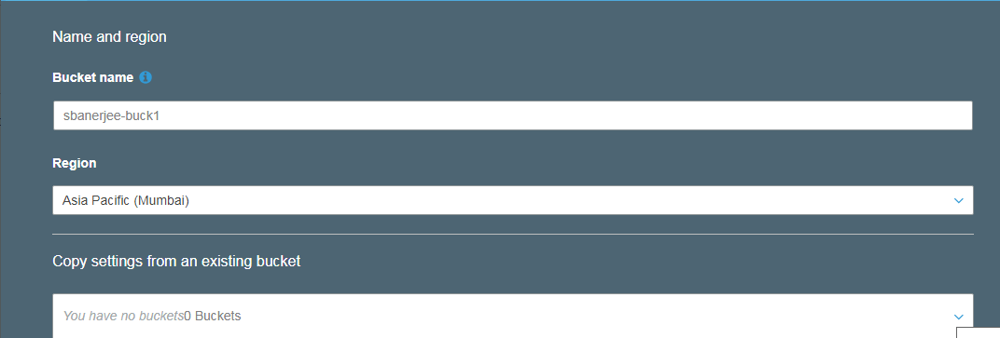 Name and region
Bucket name
sbanerjee-buck1
Region
Asia Pacific (Mumbai)
Copy settings from an existing bucket
You have no buckets0 Buckets